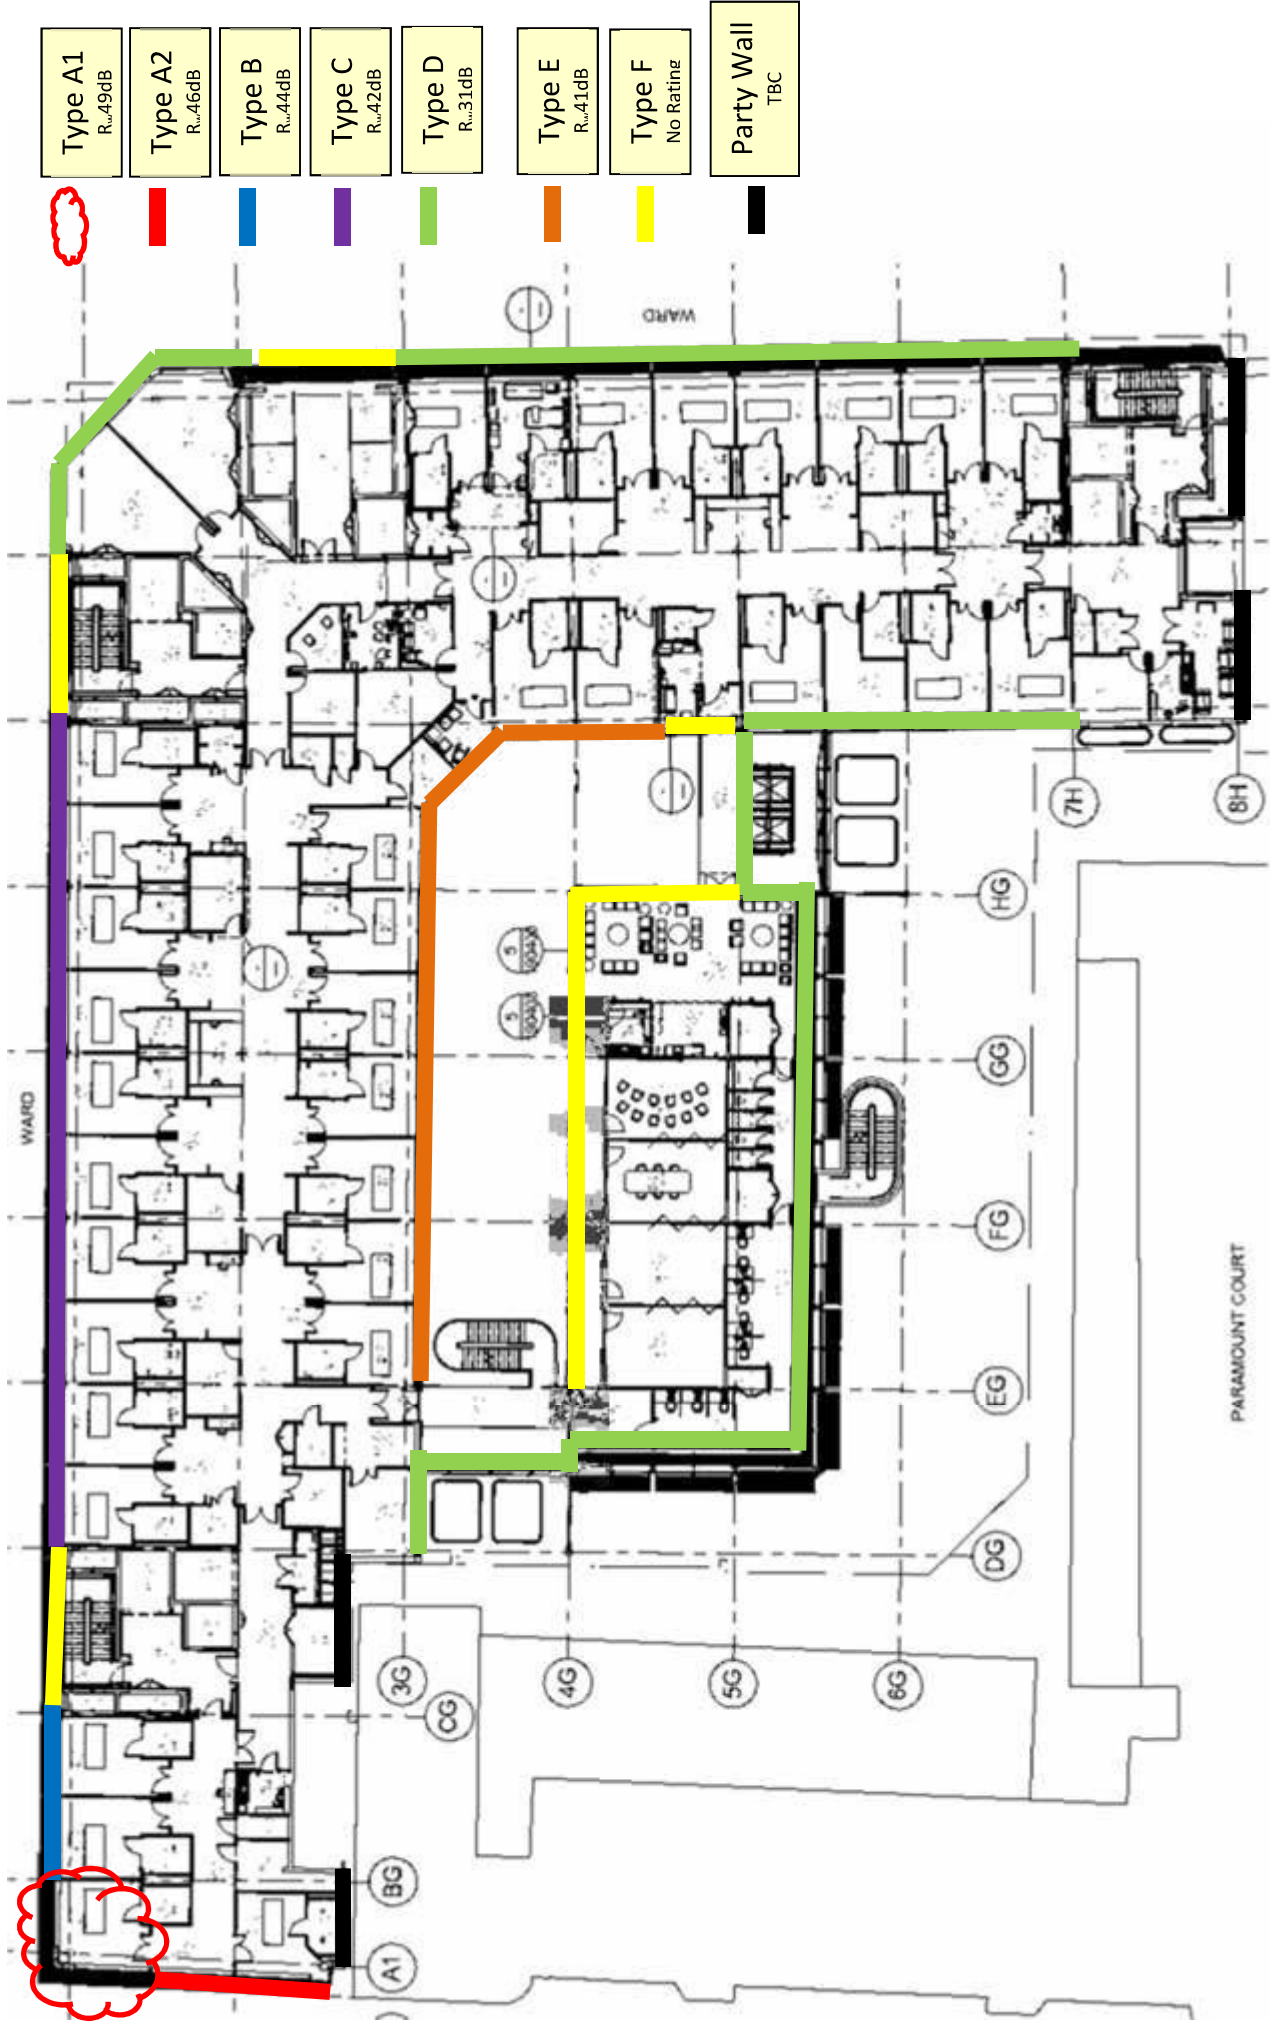 Type A1
Rw49dB
Type A2
Rw46dB
Type B
Rw44dB
Type C
Rw42dB
Type D
Rw31dB
Type E
Rw41dB
Type F
No Rating
Party Wall
TBC
WARD
WARD
7H
8H
HG
GG
FG
EG
DG
3G
4G
5G
6G
CG
BG
A1
5
5
PARAMOUNT COURT